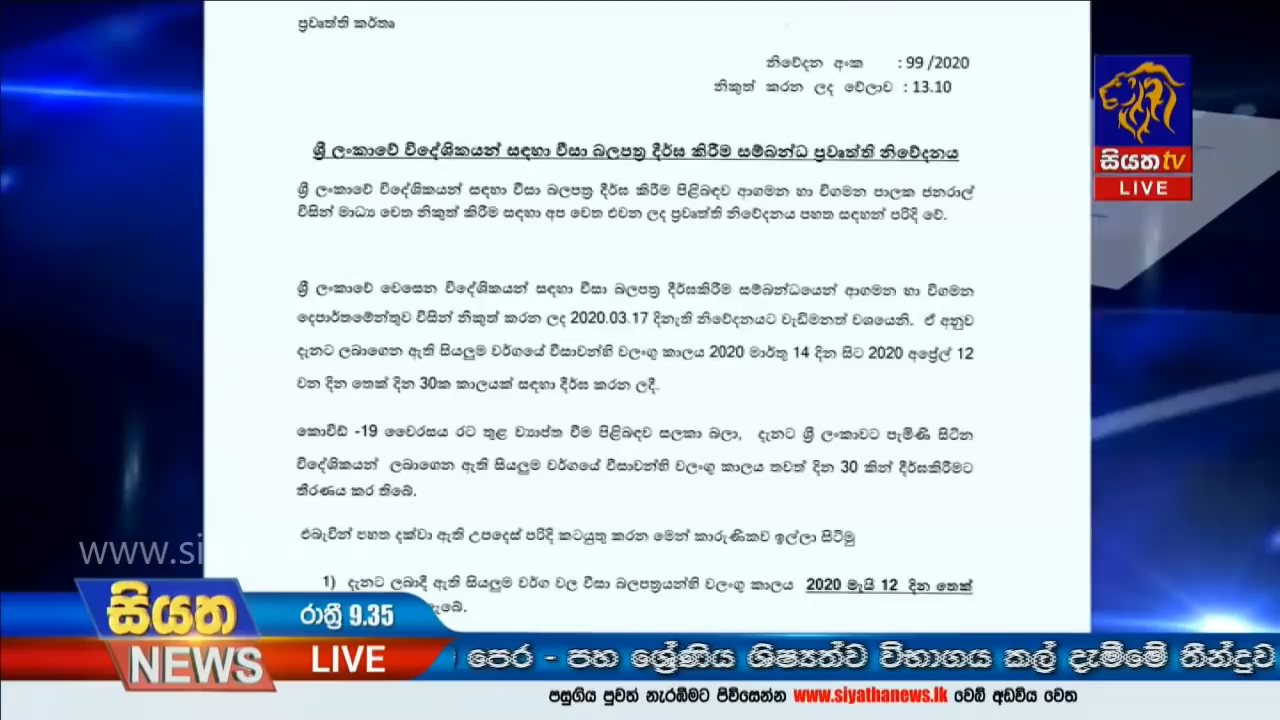 ප්‍රවෘත්ති කර්තෘ
නිවේදන අංක : 99 /2020
නිකුත් කරන ලද වේලාව : 13.10
ශ්‍රී ලංකාවේ විදේශිකයන් සඳහා වීසා බලපත්‍ර දීර්ඝ කිරීම සම්බන්ධ ප්‍රවෘත්ති නිවේදනය
ශ්‍රී ලංකාවේ විදේශිකයන් සඳහා වීසා බලපත්‍ර දීර්ඝ කිරීම පිළිබඳව ආගමන හා විගමන පාලක ජනරාල්
විසින් මාධ්‍ය වෙත නිකුත් කිරීම සඳහා අප වෙත එවන ලද ප්‍රවෘත්ති නිවේදනය පහත සඳහන් පරිදි වේ.
ශ්‍රී ලංකාවේ වෙසෙන විදේශිකයන් සඳහා වීසා බලපත්‍ර දීර්ඝකිරීම සම්බන්ධයෙන් ආගමන හා විගමන
දෙපාර්තමේන්තුව විසින් නිකුත් කරන ලද 2020.03.17 දිනැති නිවේදනයට වැඩිමනත් වශයෙනි. ඒ අනුව
දැනට ලබාගෙන ඇති සියලුම වර්ගයේ වීසාවන්හි වලංගු කාලය 2020 මාර්තු 14 දින සිට 2020 අප්‍රේල් 12
වන දින තෙක් දින 30ක කාලයක් සඳහා දීර්ඝ කරන ලදී.
කොවිඩ් -19 වෛරසය රට තුළ ව්‍යාප්ත වීම පිළිබඳව සලකා බලා, දැනට ශ්‍රී ලංකාවට පැමිණි සිටින
විදේශිකයන් ලබාගෙන ඇති සියලුම වර්ගයේ වීසාවන්හි වලංගු කාලය තවත් දින 30 කින් දීර්ඝකිරීමට
තීරණය කර තිබේ.
එබැවින් පහත දක්වා ඇති උපදෙස් පරිදි කටයුතු කරන මෙන් කාරුණිකව ඉල්ලා සිටිමු
1) දැනට ලබාදී ඇති සියලුම වර්ග වල වීසා බලපත්‍රයන්හි වලංගු කාලය 2020 මැයි 12 දින තෙක්
සියත tv
LIVE
www.si
සියත
NEWS
රාත්‍රී 9.35
LIVE
පෙර - පහ ශ්‍රේණිය ශිෂ්‍යත්ව විභාගය කල් දැම්මේ තීන්දුව
පසුගිය පුවත් නැරඹීමට පිවිසෙන්න www.siyathanews.lk වෙබ් අඩවිය වෙත